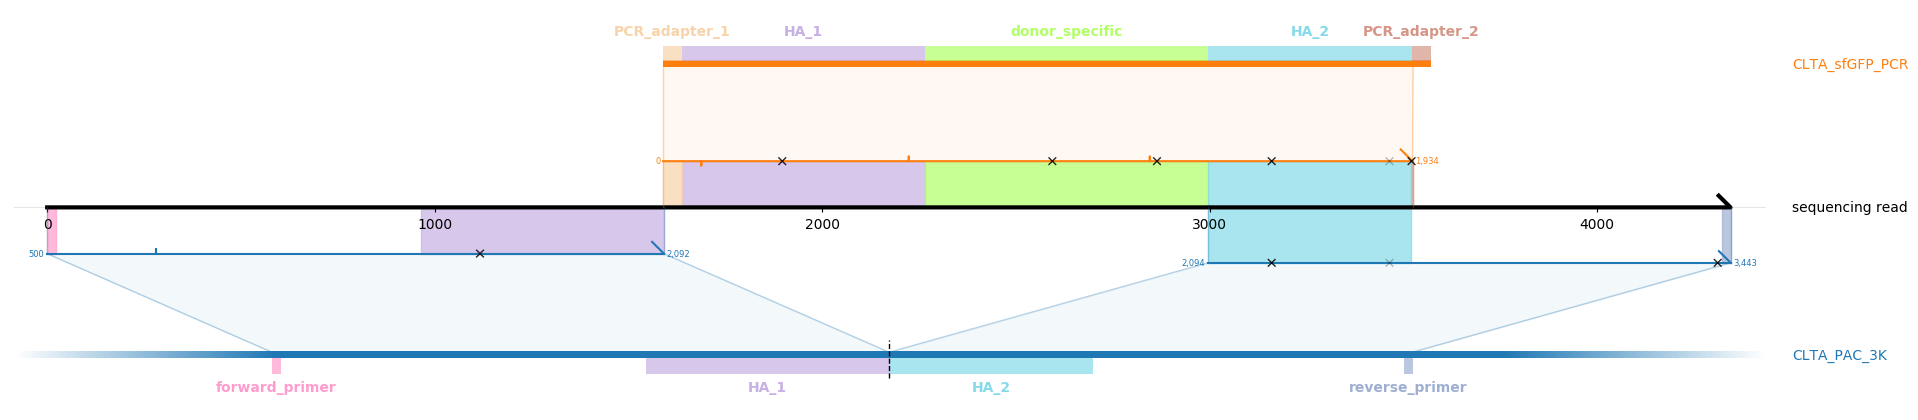 PCR_adapter_1 HA_1 donor_specific HA_2 PCR_adapter_2
CLTA_sfGFP_PCR
0 1,934
sequencing read
0 1000 2000 3000 4000
500 2,092
2,094 3,443
CLTA_PAC_3K
forward_primer HA_1 HA_2 reverse_primer